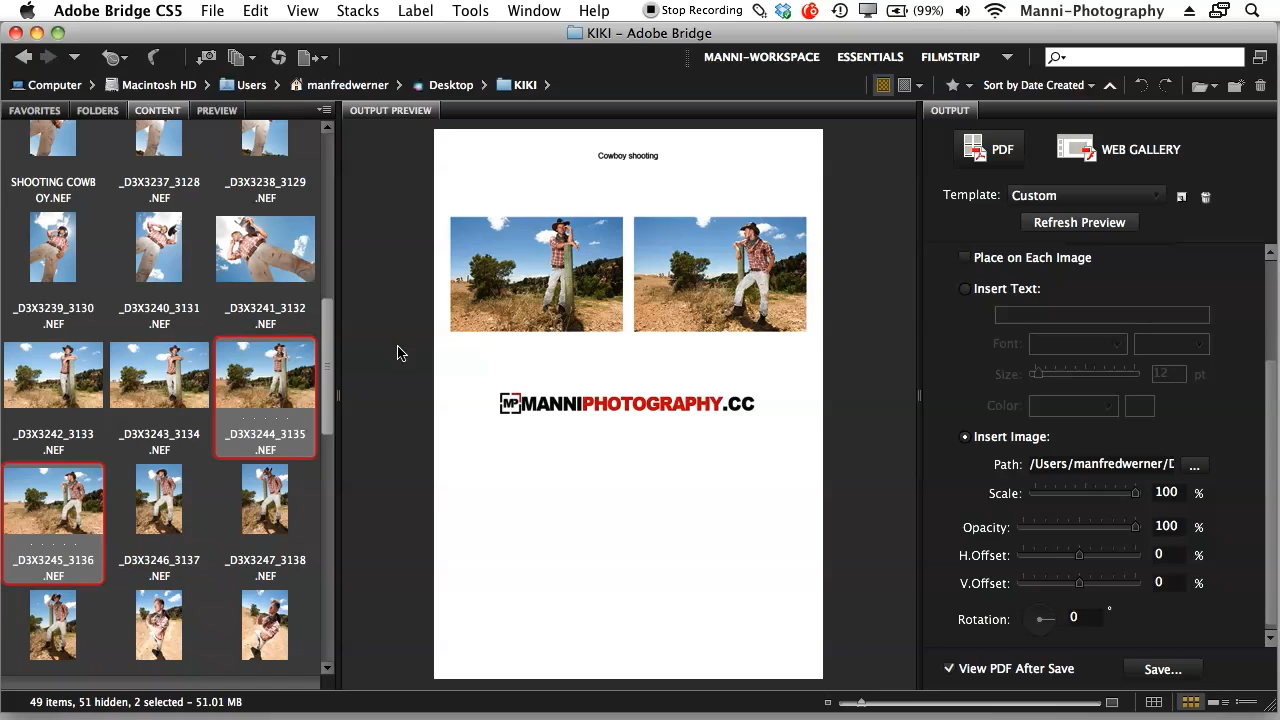 Adobe Bridge CS5 File Edit View Stacks Label Tools Window Help Stop Recording (99%) Manni-Photography
KIKI – Adobe Bridge
MANNI-WORKSPACE ESSENTIALS FILMSTRIP
Computer Macintosh HD Users manfredwerner Desktop KIKI Sort by Date Created
FAVORITES FOLDERS CONTENT PREVIEW OUTPUT PREVIEW OUTPUT
SHOOTING COWB
OY.NEF
_D3X3237_3128
.NEF
_D3X3238_3129
.NEF
_D3X3239_3130
.NEF
_D3X3240_3131
.NEF
_D3X3241_3132
.NEF
_D3X3242_3133
.NEF
_D3X3243_3134
.NEF
_D3X3244_3135
.NEF
_D3X3245_3136
.NEF
_D3X3246_3137
.NEF
_D3X3247_3138
.NEF
Cowboy shooting
MP MANNIPHOTOGRAPHY.CC
PDF WEB GALLERY
Template: Custom
Refresh Preview
Place on Each Image
Insert Text:
Font:
Size: 12 pt
Color:
Insert Image:
Path: /Users/manfredwerner/D ...
Scale: 100 %
Opacity: 100 %
H.Offset: 0 %
V.Offset: 0 %
Rotation: 0 °
View PDF After Save Save...
49 items, 51 hidden, 2 selected – 51.01 MB